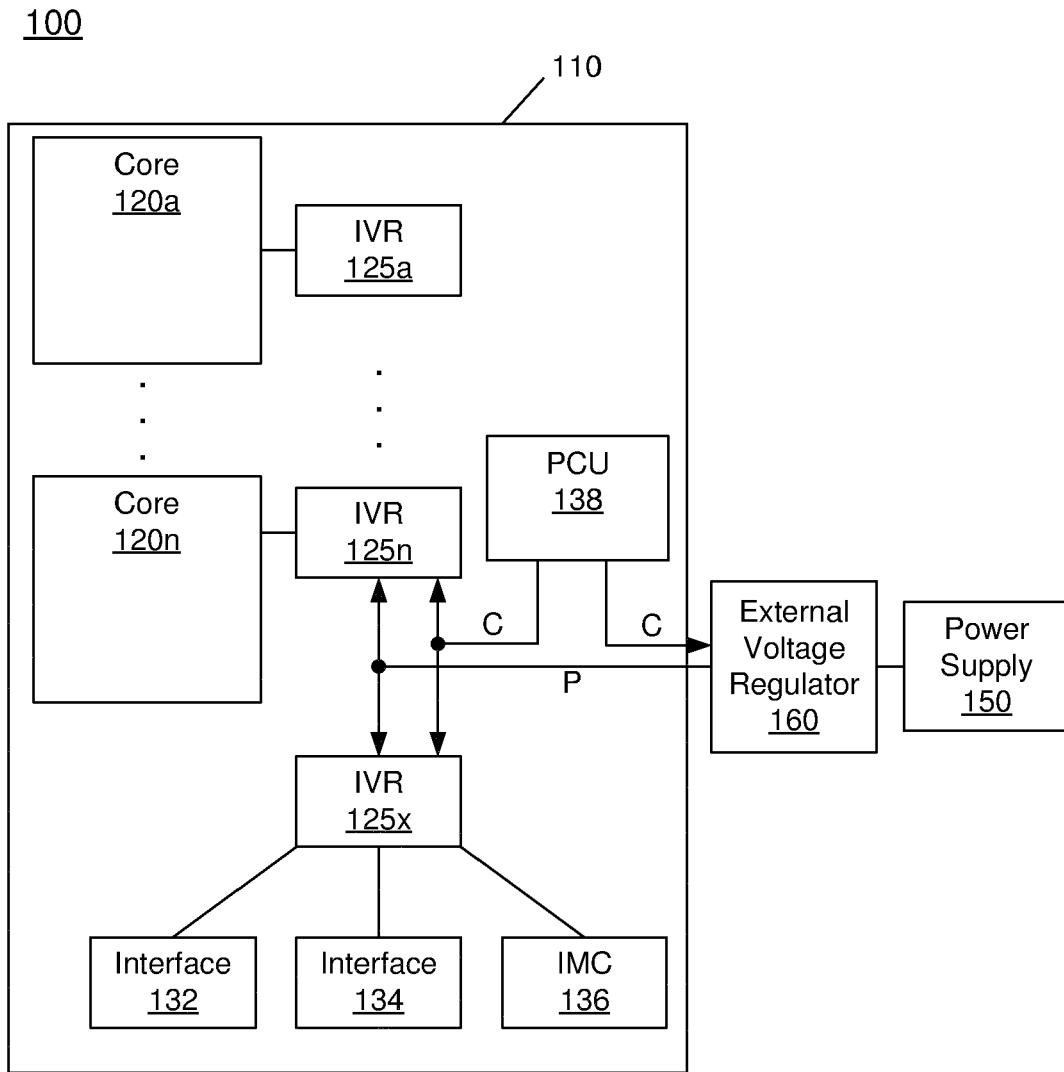 100
110
Core
120a
IVR
125a
Core
120n
IVR
125n
PCU
138
C
C
P
External
Voltage
Regulator
160
Power
Supply
150
IVR
125x
Interface
132
Interface
134
IMC
136